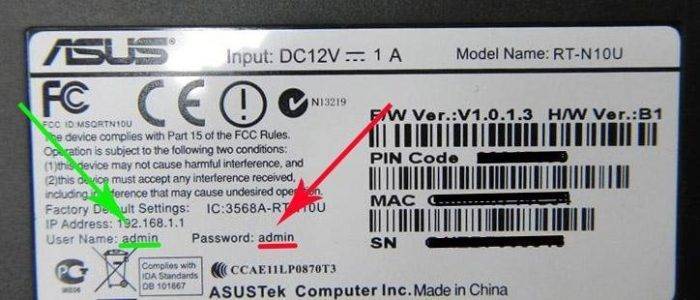 ASUS Input: DC12V 1 A Model Name: RT-N10U
FC CE N13219
FCC ID:MSQRTN10U
F/W Ver.:V1.0.1.3 H/W Ver.:B1
The device complies with Part 15 of the FCC Rules.
Operation is subject to the following two conditions:
(1)this device may not cause harmful interference, and
(2)this device must accept any interference received,
including interference that may cause undesired operation.
PIN Code
MAC
Factory Default Settings: IC:3568A-RTN10U
IP Address: 192.168.1.1
User Name: admin Password: admin
SN
Complies with
IDA Standards
DB 101667
CCAE11LP0870T3
ASUSTek Computer Inc. Made in China